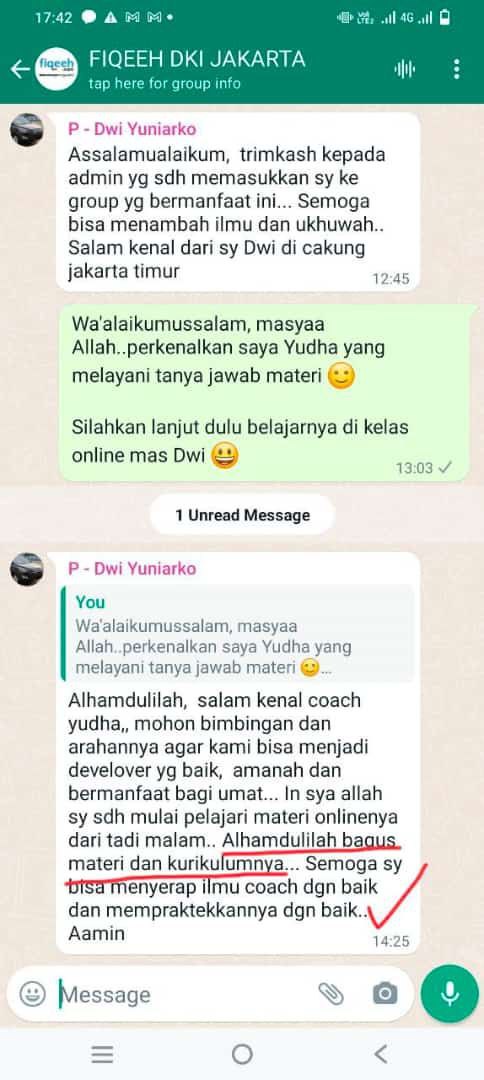 17:42
4G
FIQEEH DKI JAKARTA
fiqeeh
tap here for group info
P - Dwi Yuniarko
Assalamualaikum, trimkash kepada
admin yg sdh memasukkan sy ke
group yg bermanfaat ini... Semoga
bisa menambah ilmu dan ukhuwah..
Salam kenal dari sy Dwi di cakung
jakarta timur
12:45
Wa'alaikumussalam, masyaa
Allah..perkenalkan saya Yudha yang
melayani tanya jawab materi 🙂
Silahkan lanjut dulu belajarnya di kelas
online mas Dwi 😃
13:03
1 Unread Message
P - Dwi Yuniarko
You
Wa'alaikumussalam, masyaa
Allah..perkenalkan saya Yudha yang
melayani tanya jawab materi 🙂...
Alhamdulilah, salam kenal coach
yudha,, mohon bimbingan dan
arahannya agar kami bisa menjadi
develover yg baik, amanah dan
bermanfaat bagi umat... In sya allah
sy sdh mulai pelajari materi onlinenya
dari tadi malam.. Alhamdulilah bagus
materi dan kurikulumnya... Semoga sy
bisa menyerap ilmu coach dgn baik
dan mempraktekkannya dgn baik..
Aamin
14:25
Message